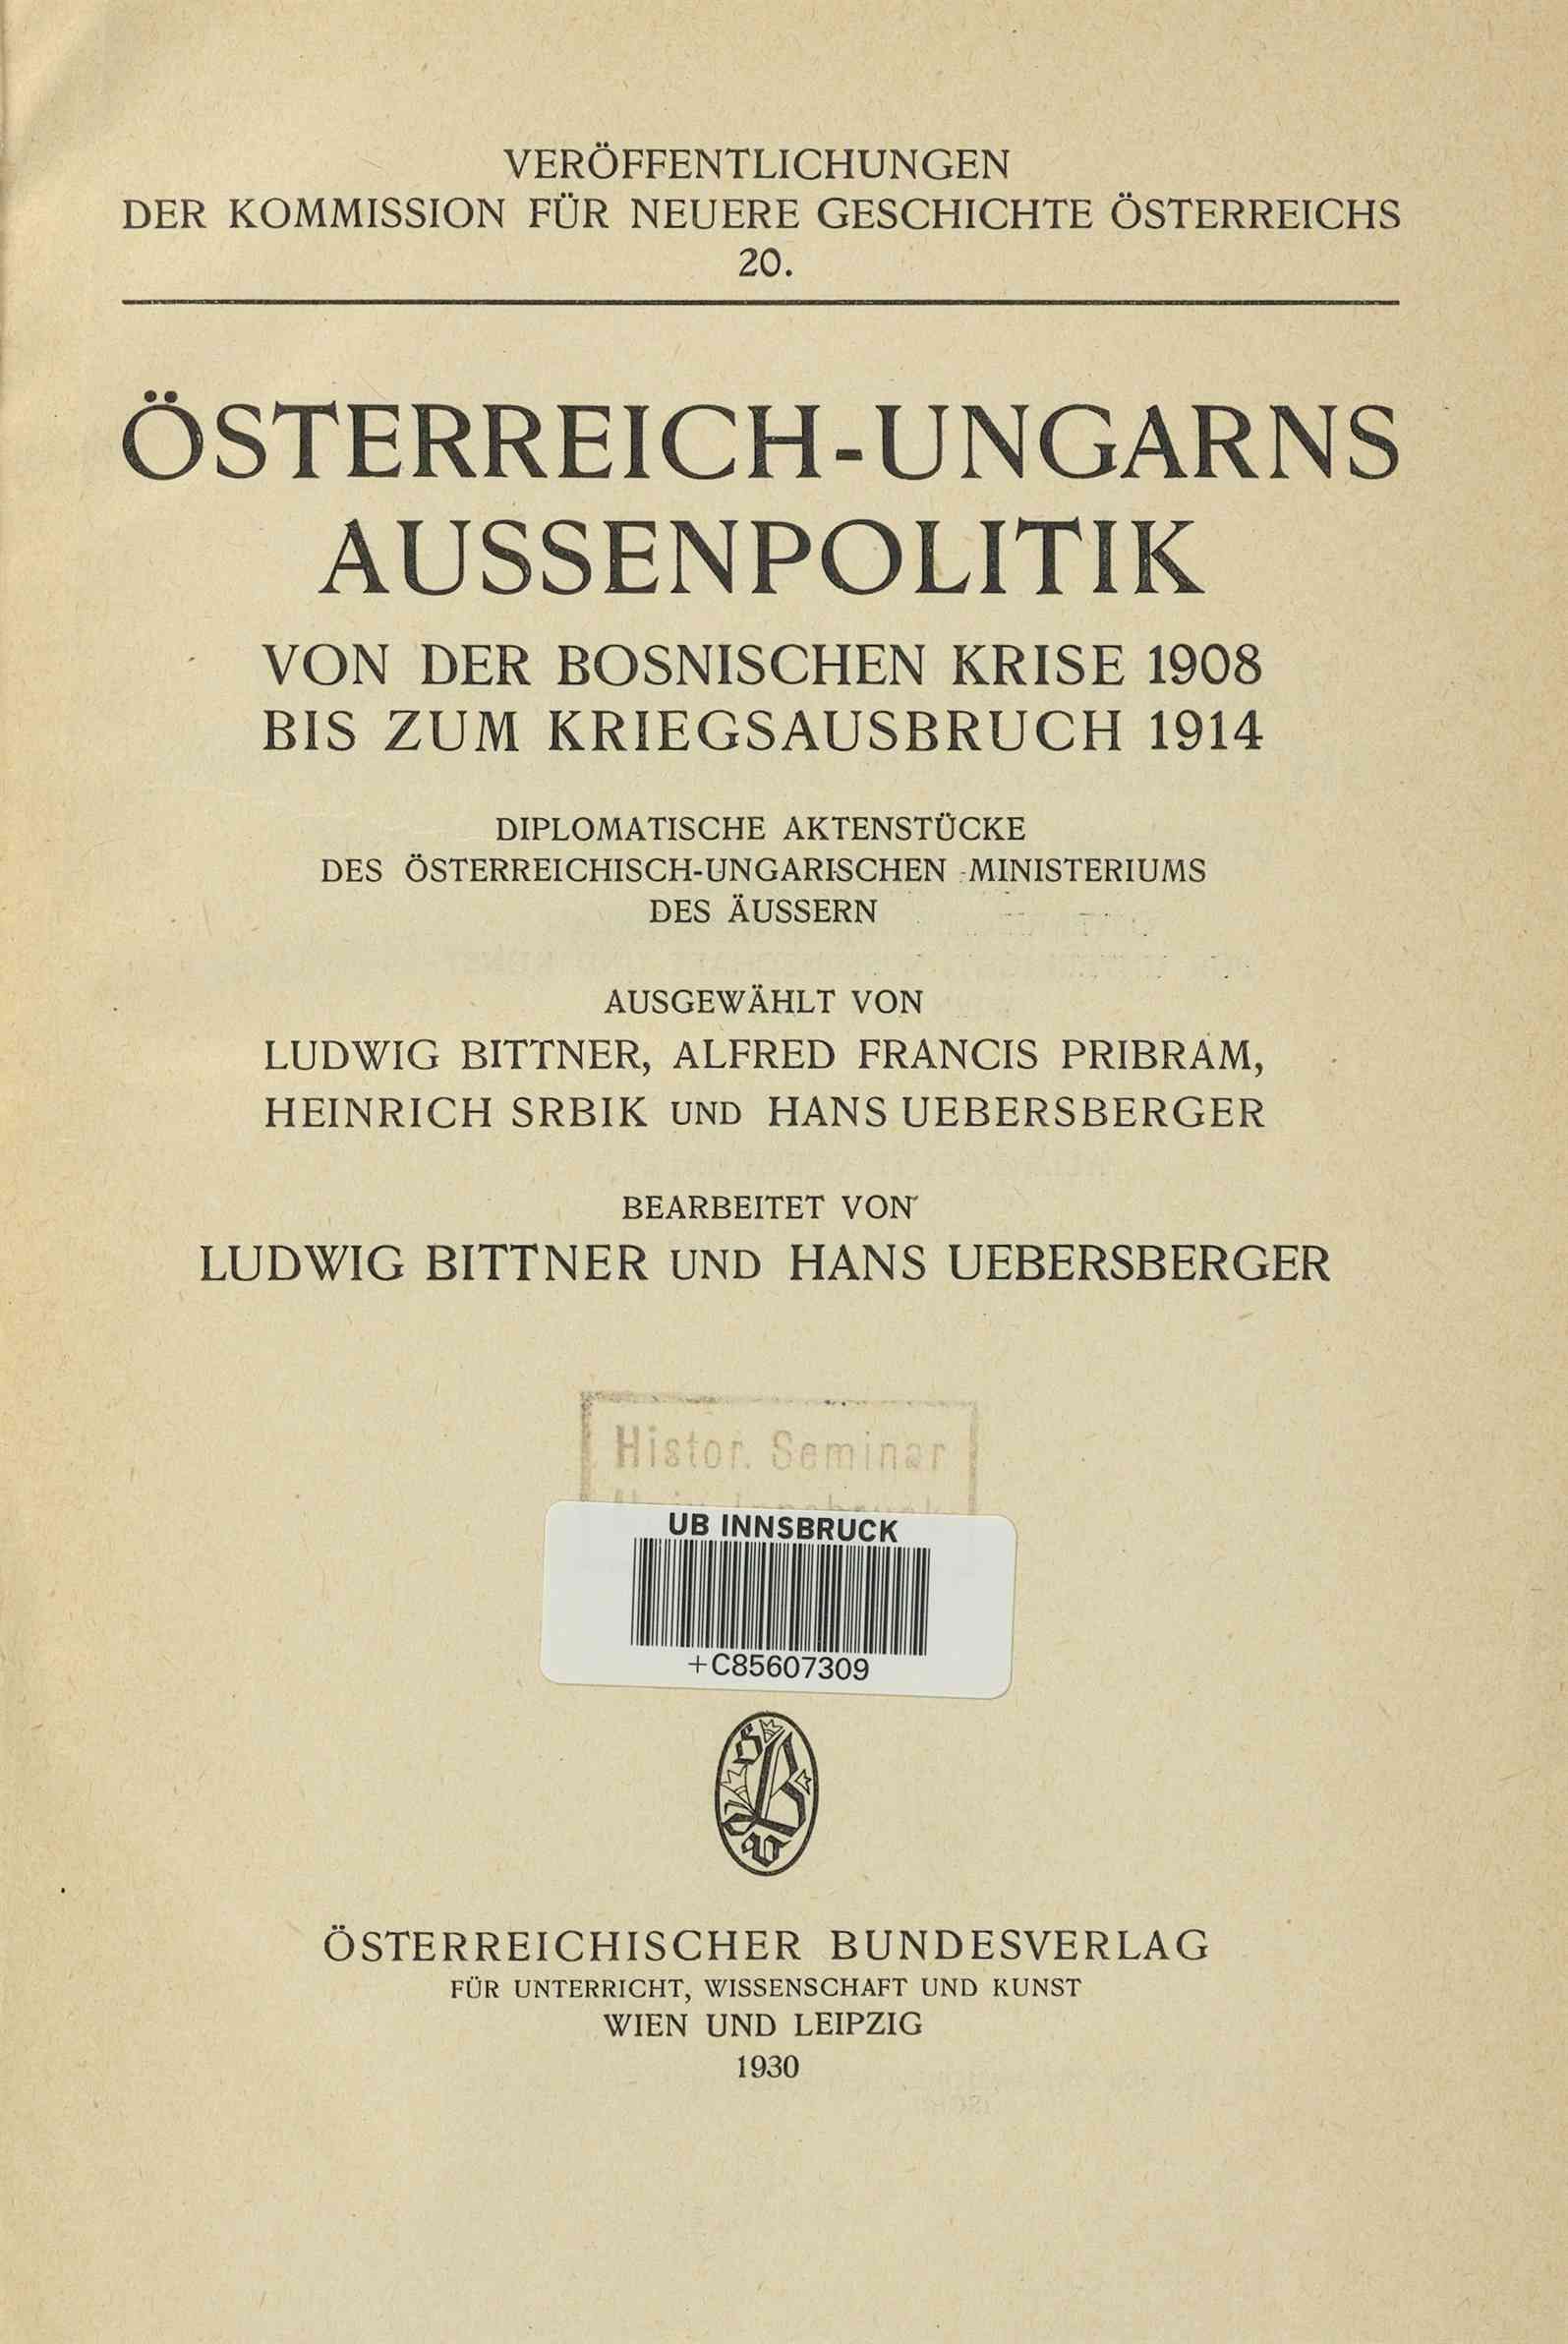 VERÖFFENTLICHUNGEN
DER KOMMISSION FÜR NEUERE GESCHICHTE ÖSTERREICHS
20.
ÖSTERREICH-UNGARNS
AUSSENPOLITIK
VON DER BOSNISCHEN KRISE 1908
BIS ZUM KRIEGSAUSBRUCH 1914
DIPLOMATISCHE AKTENSTÜCKE
DES ÖSTERREICHISCH-UNGARISCHEN MINISTERIUMS
DES ÄUSSERN
AUSGEWÄHLT VON
LUDWIG BITTNER, ALFRED FRANCIS PRIBRAM,
HEINRICH SRBIK UND HANS UEBERSBERGER
BEARBEITET VON
LUDWIG BITTNER UND HANS UEBERSBERGER
Histor. Seminar
UB INNSBRUCK
+C85607309
ÖBV
ÖSTERREICHISCHER BUNDESVERLAG
FÜR UNTERRICHT, WISSENSCHAFT UND KUNST
WIEN UND LEIPZIG
1930